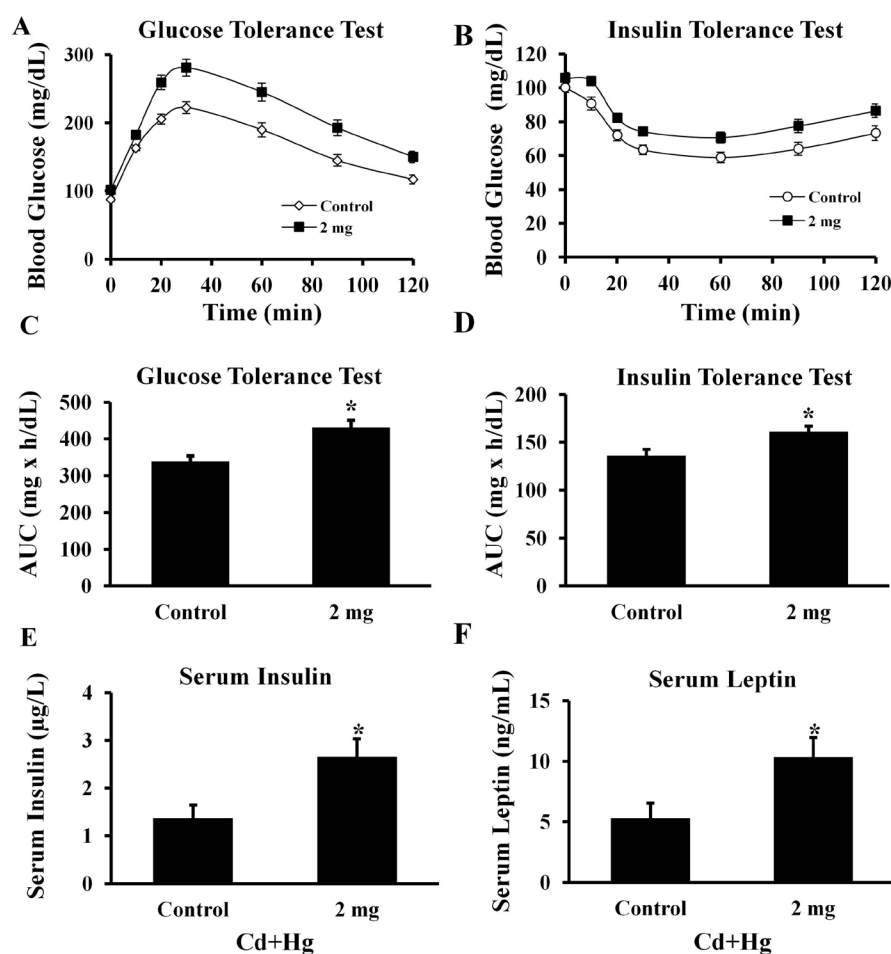 A
Glucose Tolerance Test
Blood Glucose (mg/dL)
300
200
100
0
0 20 40 60 80 100 120
Time (min)
Control
2 mg
B
Insulin Tolerance Test
Blood Glucose (mg/dL)
120
100
80
60
40
20
0
0 20 40 60 80 100 120
Time (min)
Control
2 mg
C
Glucose Tolerance Test
AUC (mg x h/dL)
500
400
300
200
100
0
Control 2 mg
*
D
Insulin Tolerance Test
AUC (mg x h/dL)
200
150
100
50
0
Control 2 mg
*
E
Serum Insulin
Serum Insulin (µg/L)
4
3
2
1
0
Control 2 mg
*
Cd+Hg
F
Serum Leptin
Serum Leptin (ng/mL)
15
10
5
0
Control 2 mg
*
Cd+Hg